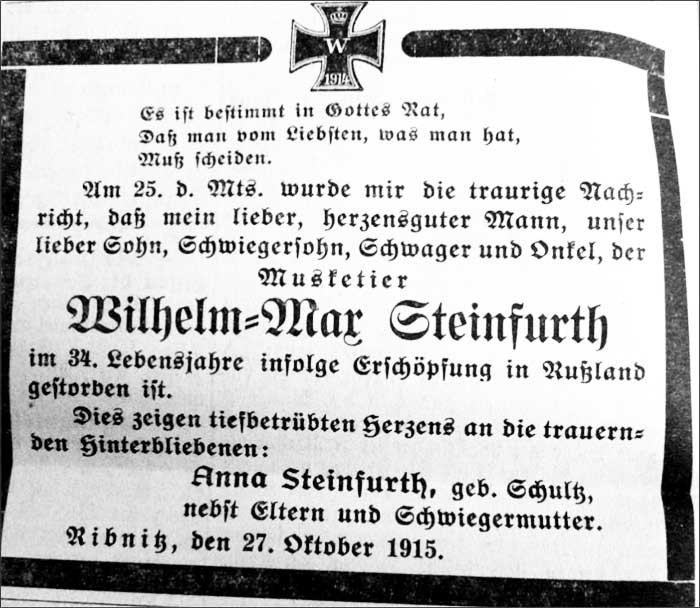 W
1914
Es ist bestimmt in Gottes Rat,
Daß man vom Liebsten, was man hat,
Muß scheiden.
Am 25. d. Mts. wurde mir die traurige Nach-
richt, daß mein lieber, herzensguter Mann, unser
lieber Sohn, Schwiegersohn, Schwager und Onkel, der
Musketier
Wilhelm-Max Steinfurth
im 34. Lebensjahre infolge Erschöpfung in Rußland
gestorben ist.
Dies zeigen tiefbetrübten Herzens an die trauern-
den Hinterbliebenen:
Anna Steinfurth, geb. Schultz,
nebst Eltern und Schwiegermutter.
Ribnitz, den 27. Oktober 1915.